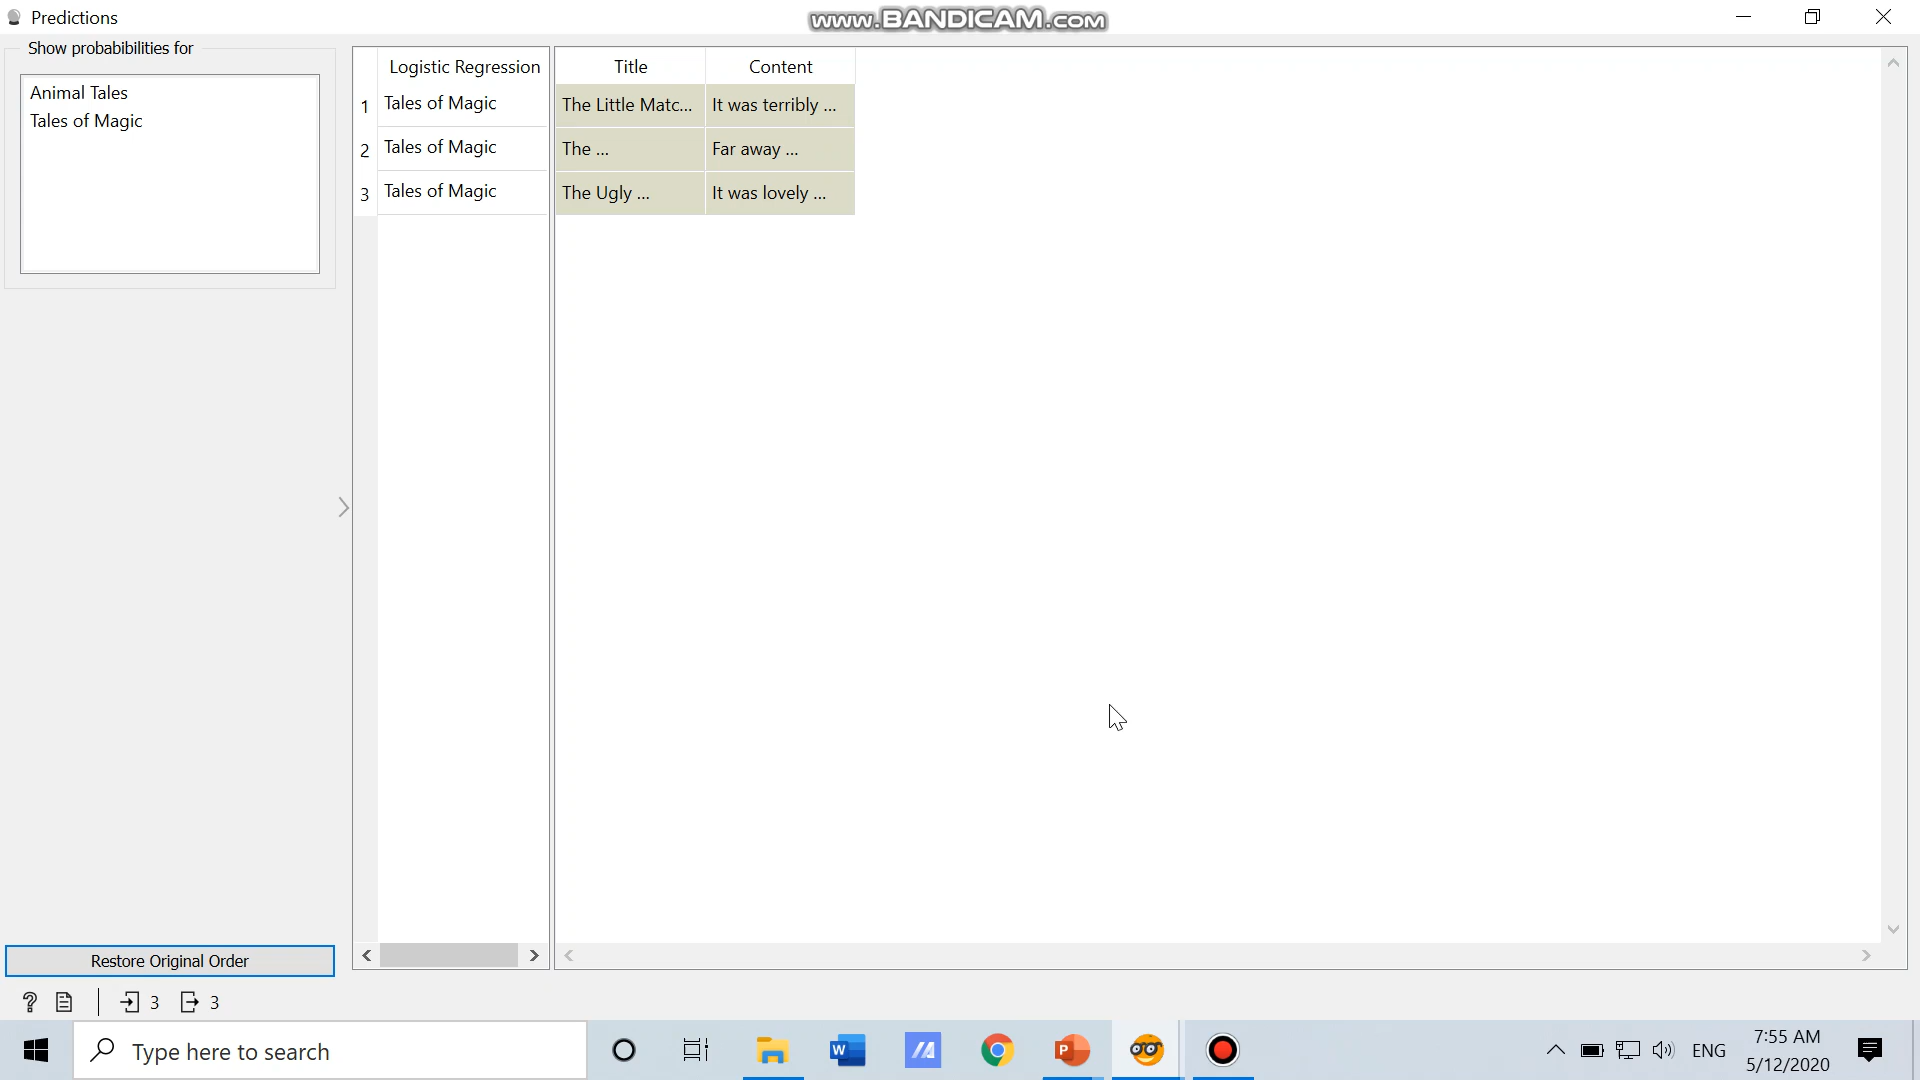 Predictions
www.BANDICAM.com
Show probabibilities for
Animal Tales
Tales of Magic
Logistic Regression
Title
Content
1
Tales of Magic
The Little Matc...
It was terribly ...
2
Tales of Magic
The ...
Far away ...
3
Tales of Magic
The Ugly ...
It was lovely ...
Restore Original Order
? 3 3
Type here to search
W
P
ENG
7:55 AM
5/12/2020